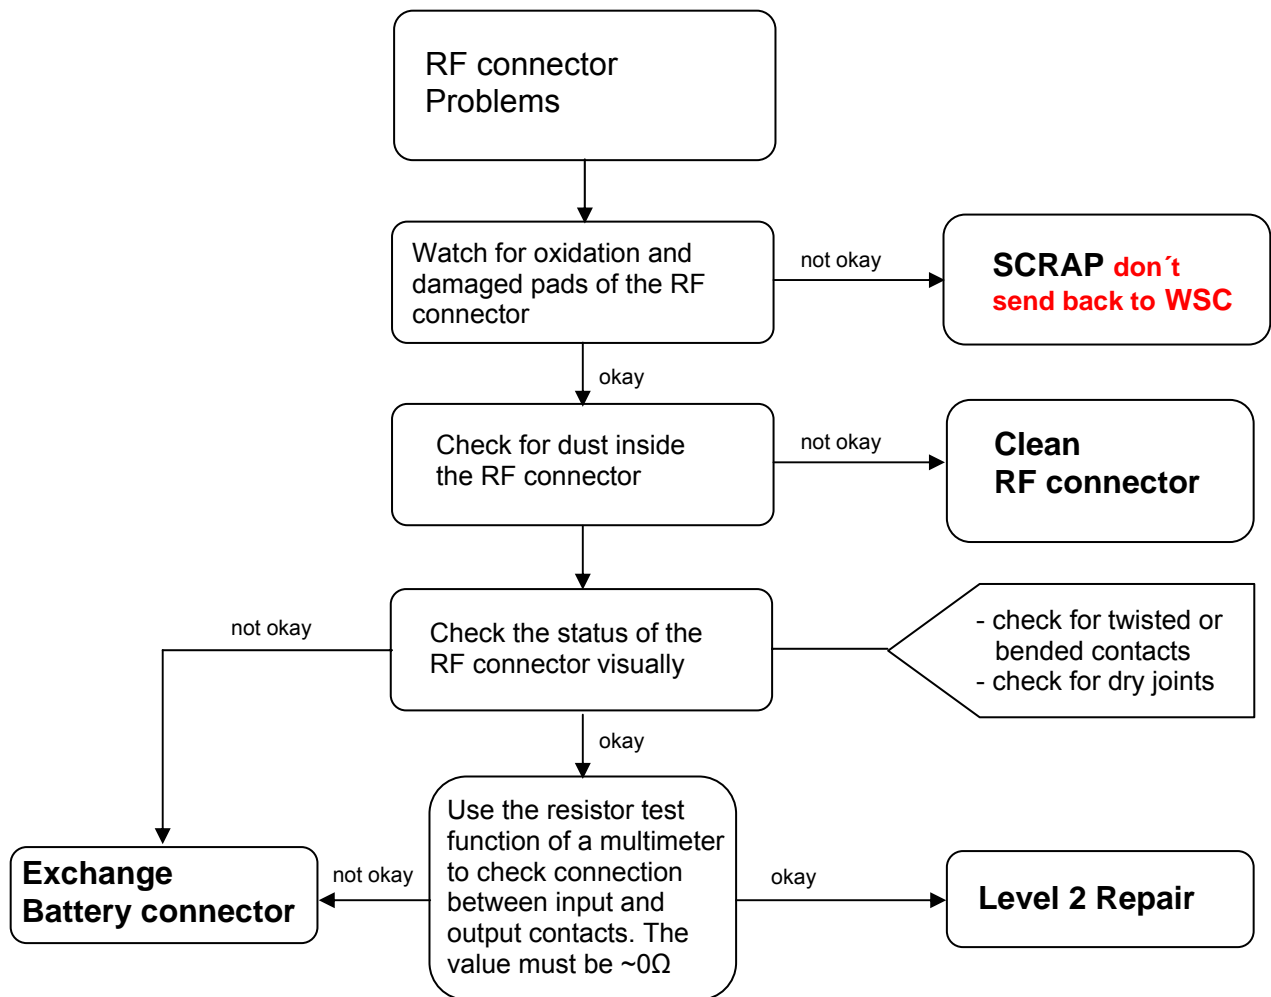 RF connector
Problems
Watch for oxidation and
damaged pads of the RF
connector
not okay
SCRAP don´t
send back to WSC
okay
Check for dust inside
the RF connector
not okay
Clean
RF connector
not okay
Check the status of the
RF connector visually
- check for twisted or
bended contacts
- check for dry joints
okay
Use the resistor test
function of a multimeter
to check connection
between input and
output contacts. The
value must be ~0Ω
not okay
Exchange
Battery connector
okay
Level 2 Repair